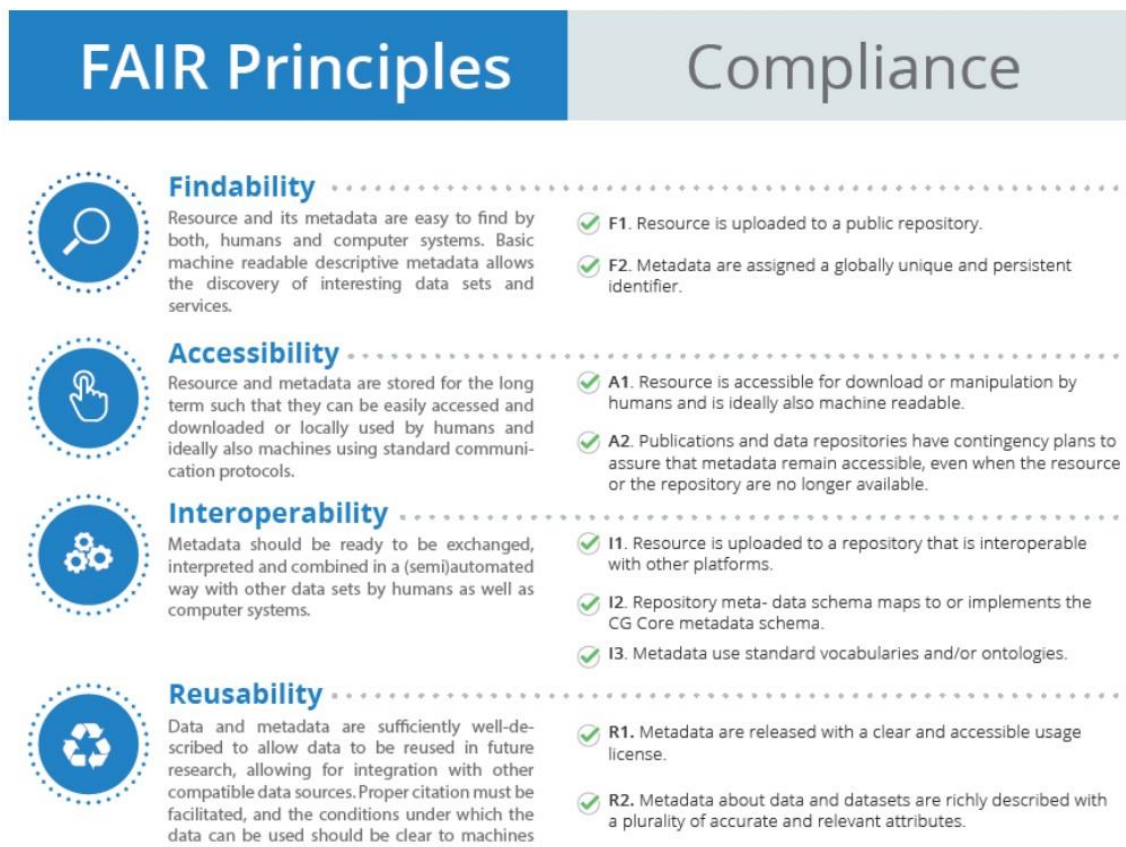 FAIR Principles
Compliance
Findability
Resource and its metadata are easy to find by
both, humans and computer systems. Basic
machine readable descriptive metadata allows
the discovery of interesting data sets and
services.
F1. Resource is uploaded to a public repository.
F2. Metadata are assigned a globally unique and persistent
identifier.
Accessibility
Resource and metadata are stored for the long
term such that they can be easily accessed and
downloaded or locally used by humans and
ideally also machines using standard communi-
cation protocols.
A1. Resource is accessible for download or manipulation by
humans and is ideally also machine readable.
A2. Publications and data repositories have contingency plans to
assure that metadata remain accessible, even when the resource
or the repository are no longer available.
Interoperability
Metadata should be ready to be exchanged,
interpreted and combined in a (semi)automated
way with other data sets by humans as well as
computer systems.
I1. Resource is uploaded to a repository that is interoperable
with other platforms.
I2. Repository meta- data schema maps to or implements the
CG Core metadata schema.
I3. Metadata use standard vocabularies and/or ontologies.
Reusability
Data and metadata are sufficiently well-de-
scribed to allow data to be reused in future
research, allowing for integration with other
compatible data sources. Proper citation must be
facilitated, and the conditions under which the
data can be used should be clear to machines
R1. Metadata are released with a clear and accessible usage
license.
R2. Metadata about data and datasets are richly described with
a plurality of accurate and relevant attributes.